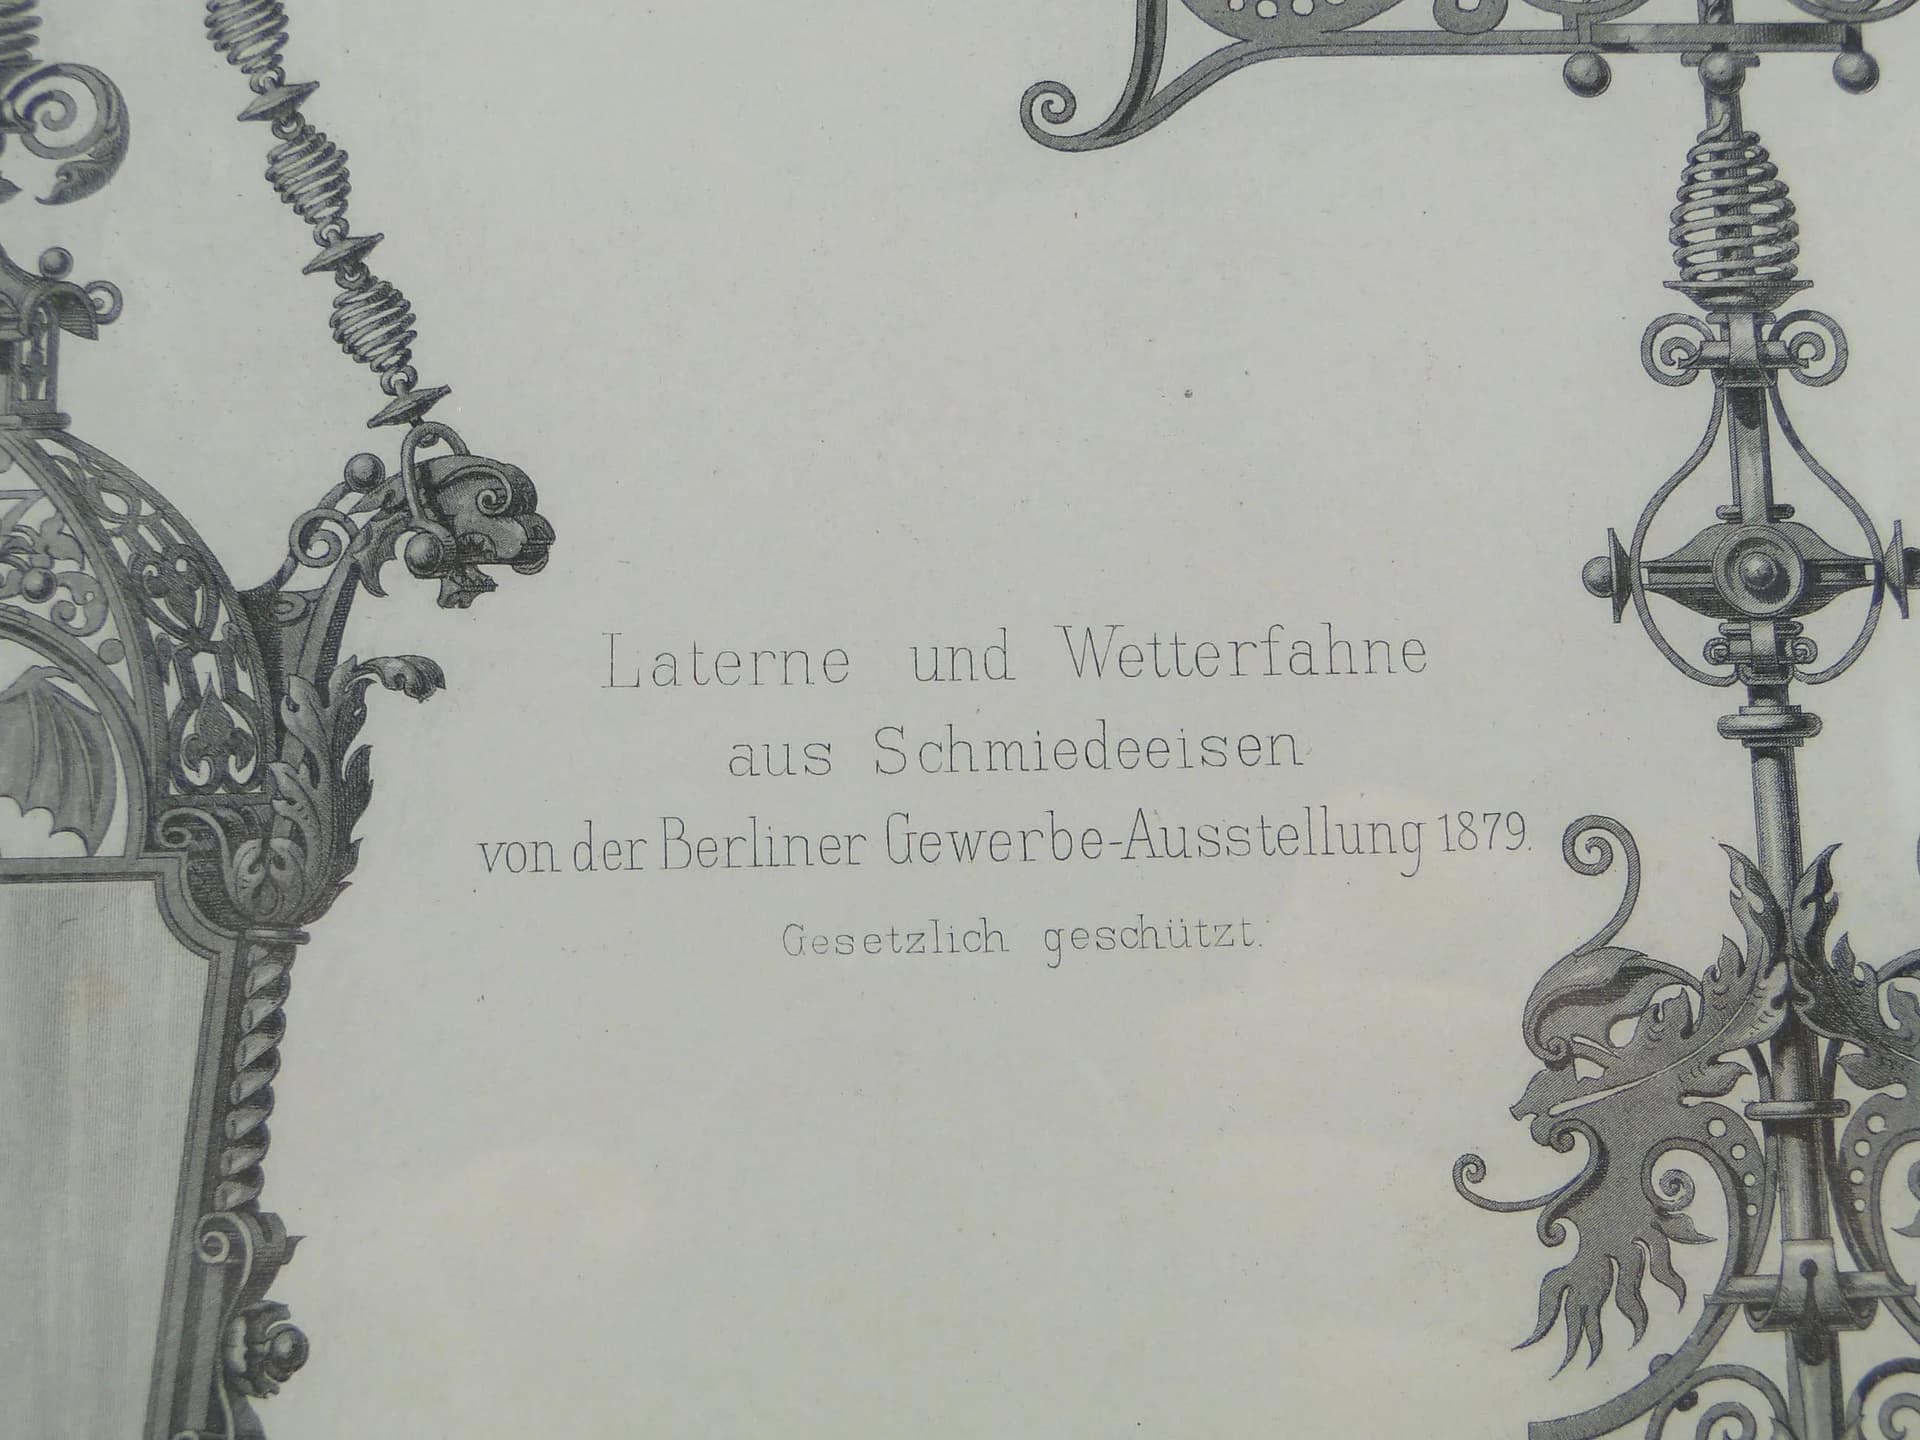 Laterne und Wetterfahne
aus Schmiedeeisen
von der Berliner Gewerbe-Ausstellung 1879.
Gesetzlich geschützt.